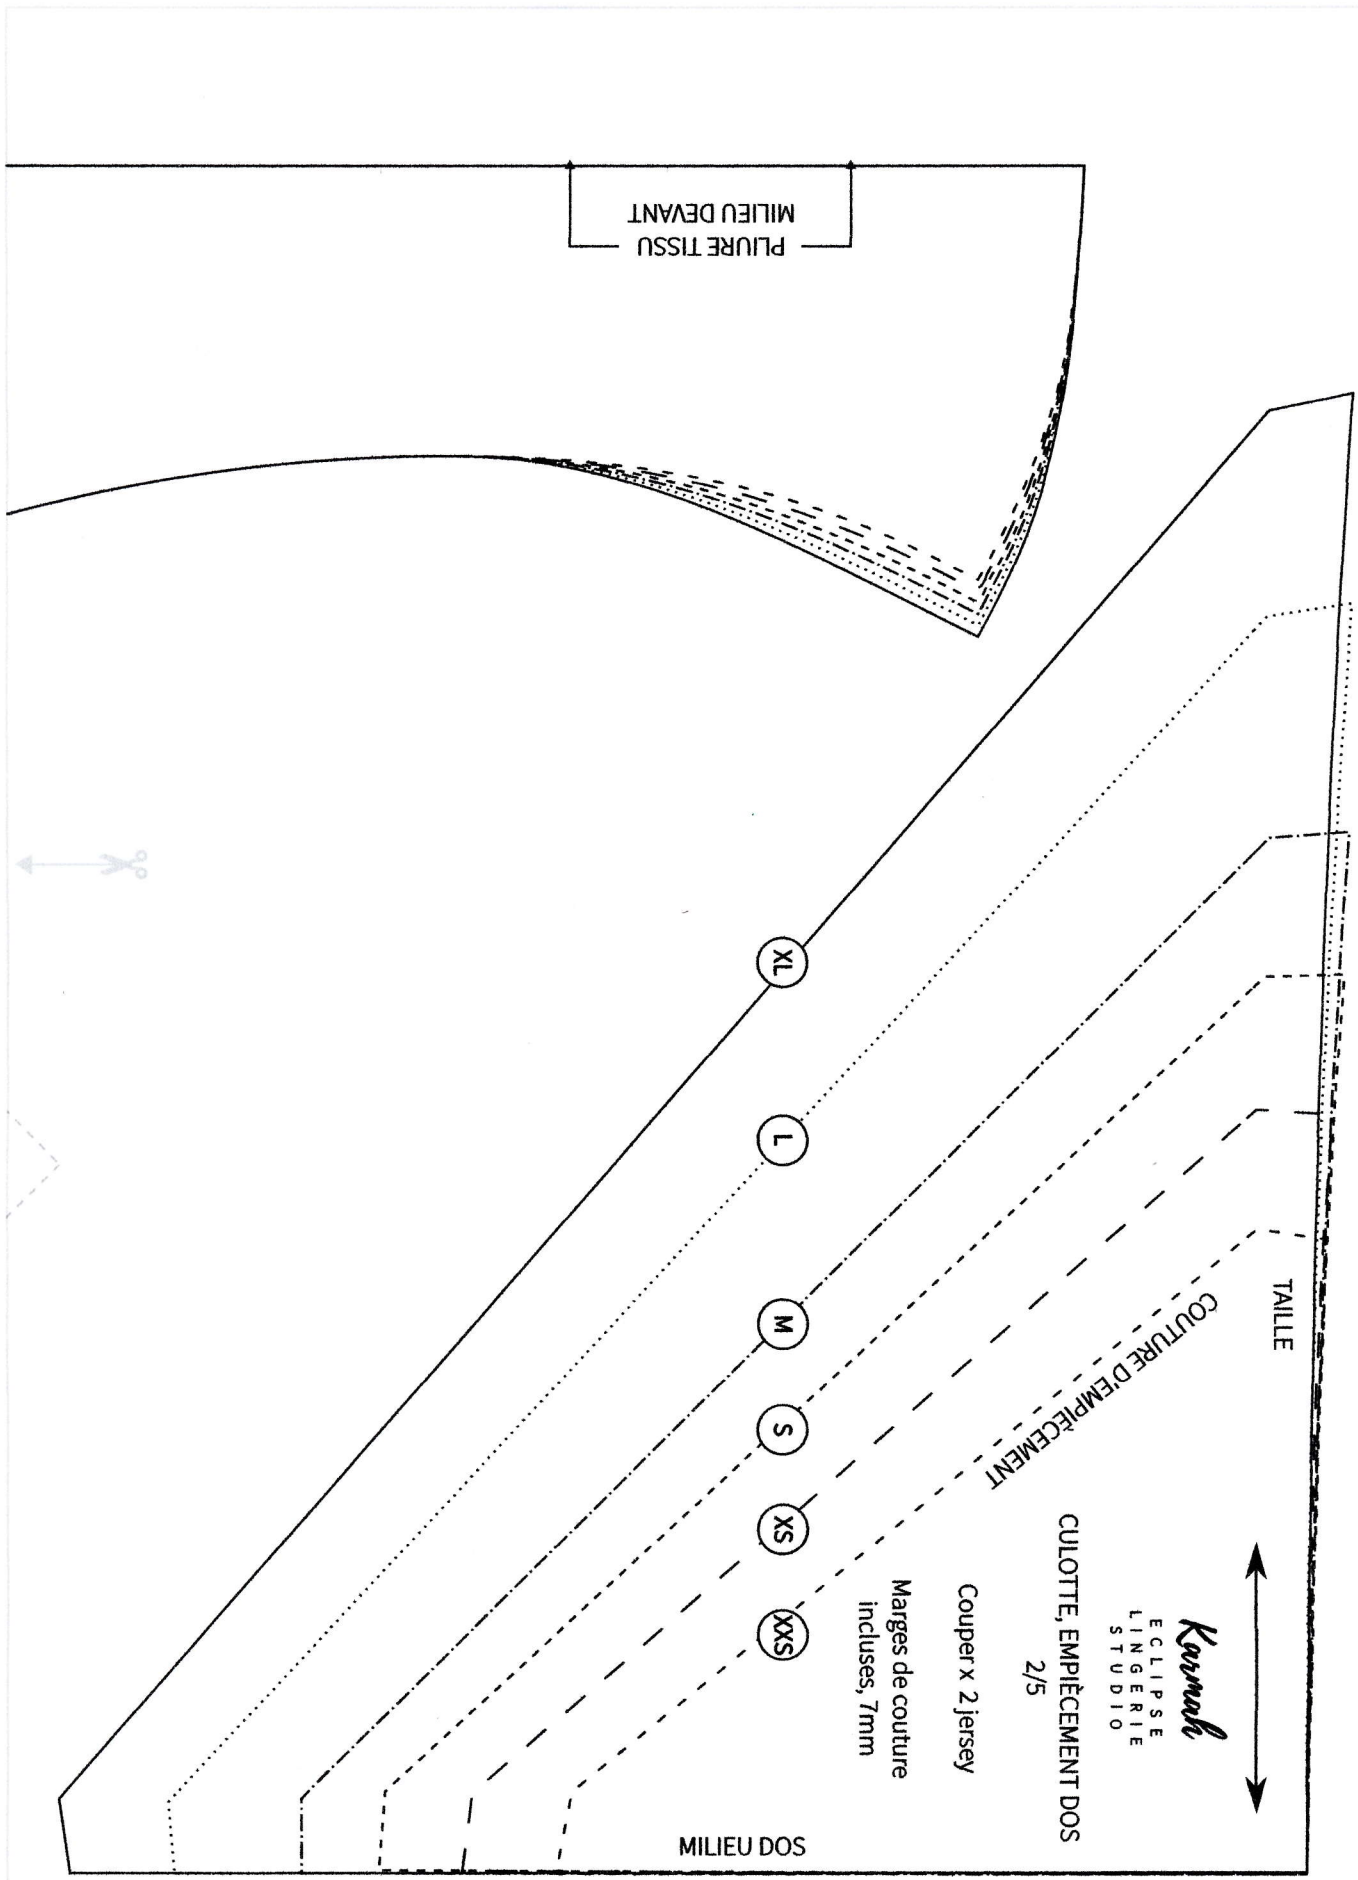 PLIURE TISSU
MILIEU DEVANT
XL
L
M
S
XS
XXS
TAILLE
COUTURE D'EMPIÈCEMENT
Karmah
ECLIPSE
LINGERIE
STUDIO
CULOTTE, EMPIÈCEMENT DOS
2/5
Couper x 2 jersey
Marges de couture
incluses, 7mm
MILIEU DOS